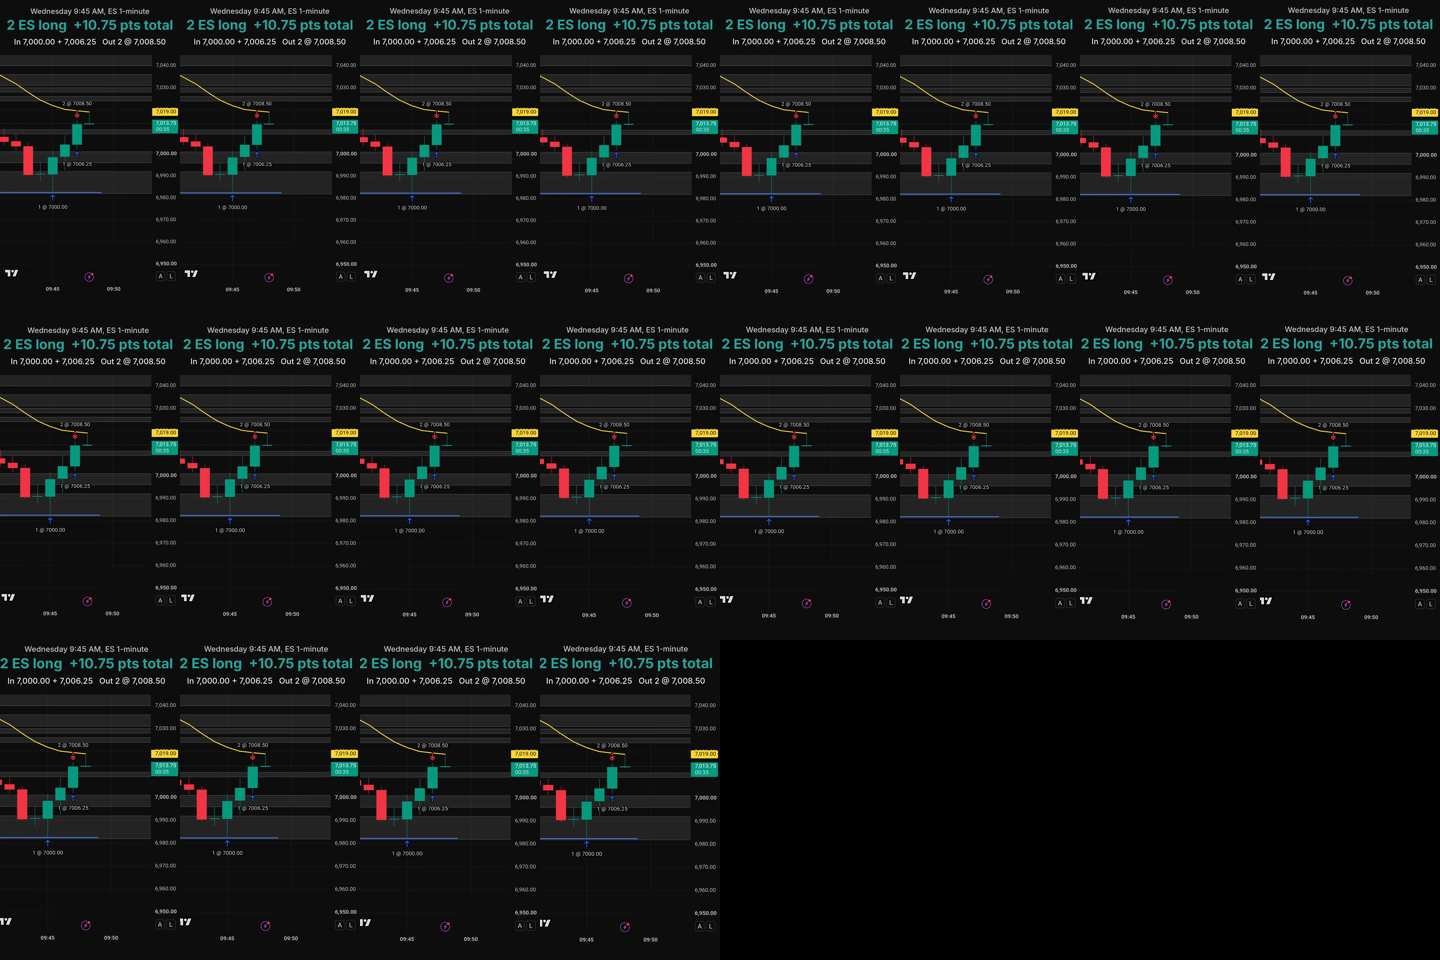 Wednesday 9:45 AM, ES 1-minute
2 ES long +10.75 pts total
In 7,000.00 + 7,006.25 Out 2 @ 7,008.50
7,040.00
7,030.00
2 @ 7008.50
7,019.00
7,013.75
00:35
7,000.00
1 @ 7006.25
6,990.00
6,980.00
1 @ 7000.00
6,970.00
6,960.00
6,950.00
A L
09:45 09:50